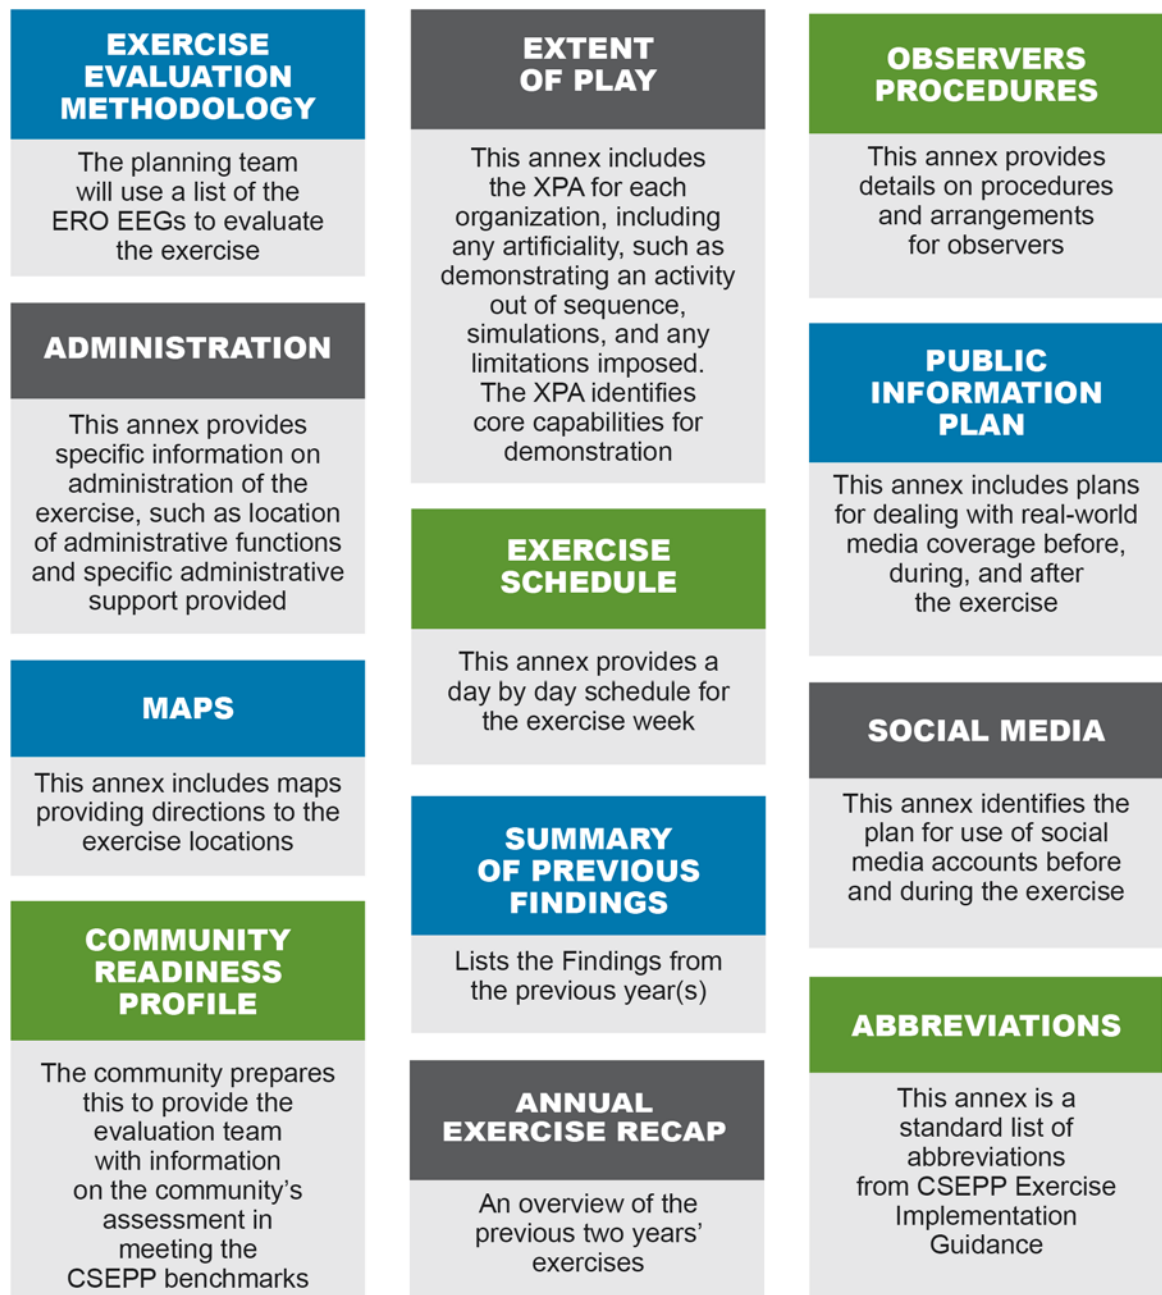 EXERCISE
EVALUATION
METHODOLOGY
The planning team
will use a list of the
ERO EEGs to evaluate
the exercise
ADMINISTRATION
This annex provides
specific information on
administration of the
exercise, such as location
of administrative functions
and specific administrative
support provided
MAPS
This annex includes maps
providing directions to the
exercise locations
COMMUNITY
READINESS
PROFILE
The community prepares
this to provide the
evaluation team
with information
on the community’s
assessment in
meeting the
CSEPP benchmarks
EXTENT
OF PLAY
This annex includes
the XPA for each
organization, including
any artificiality, such as
demonstrating an activity
out of sequence,
simulations, and any
limitations imposed.
The XPA identifies
core capabilities for
demonstration
EXERCISE
SCHEDULE
This annex provides a
day by day schedule for
the exercise week
SUMMARY
OF PREVIOUS
FINDINGS
Lists the Findings from
the previous year(s)
ANNUAL
EXERCISE RECAP
An overview of the
previous two years’
exercises
OBSERVERS
PROCEDURES
This annex provides
details on procedures
and arrangements
for observers
PUBLIC
INFORMATION
PLAN
This annex includes plans
for dealing with real-world
media coverage before,
during, and after
the exercise
SOCIAL MEDIA
This annex identifies the
plan for use of social
media accounts before
and during the exercise
ABBREVIATIONS
This annex is a
standard list of
abbreviations
from CSEPP Exercise
Implementation
Guidance